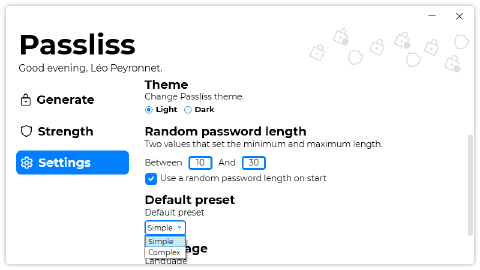 Passliss
Good evening, Léo Peyronnet.
Generate
Strength
Settings
Theme
Change Passliss theme.
Light Dark
Random password length
Two values that set the minimum and maximum length.
Between 10 And 30
Use a random password length on start
Default preset
Default preset
Simple
Simple
Complex
Language